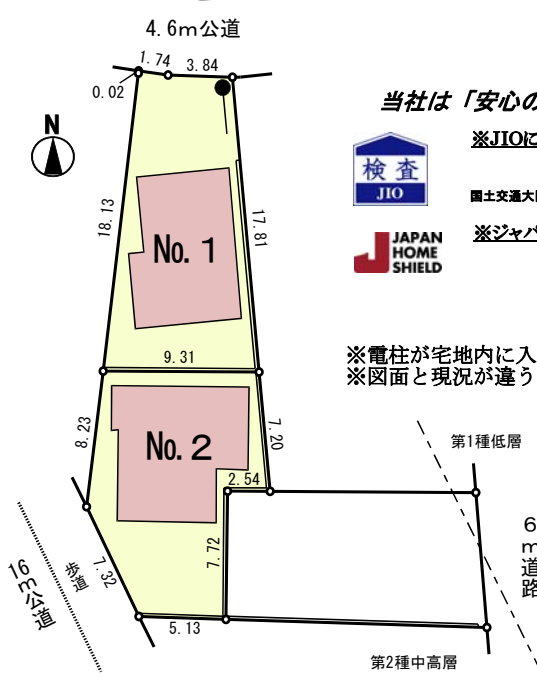 4.6m公道
1.74
3.84
0.02
N
18.13
17.81
No. 1
9.31
8.23
7.20
No. 2
2.54
7.72
7.32
5.13
歩道
16m公道
当社は「安心の
検査
JIO
※JIOに
国土交通大
JAPAN
HOME
SHIELD
※ジャパ
※電柱が宅地内に入
※図面と現況が違う
第1種低層
6m道路
第2種中高層